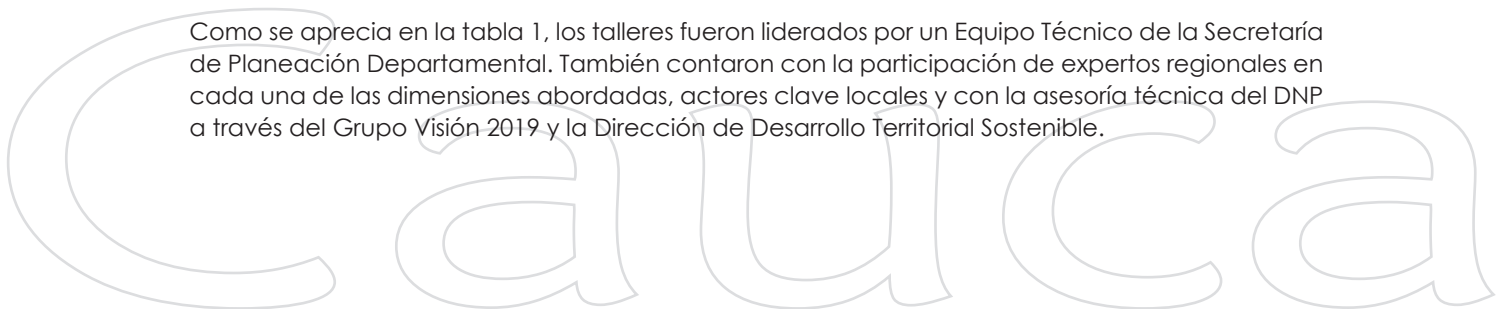 Como se aprecia en la tabla 1, los talleres fueron liderados por un Equipo Técnico de la Secretaría
de Planeación Departamental. También contaron con la participación de expertos regionales en
cada una de las dimensiones abordadas, actores clave locales y con la asesoría técnica del DNP
a través del Grupo Visión 2019 y la Dirección de Desarrollo Territorial Sostenible.
Cauca